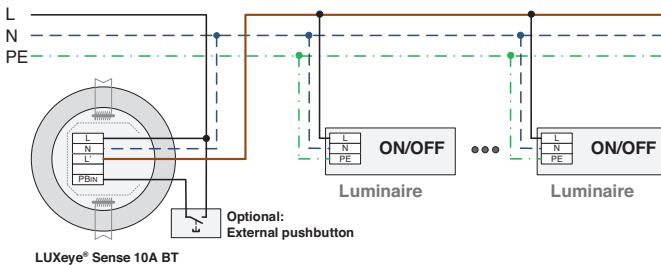 L
N
PE
L
N
L'
PBIN
L
N
PE
ON/OFF
Luminaire
L
N
PE
ON/OFF
Luminaire
Optional:
External pushbutton
LUXeye® Sense 10A BT